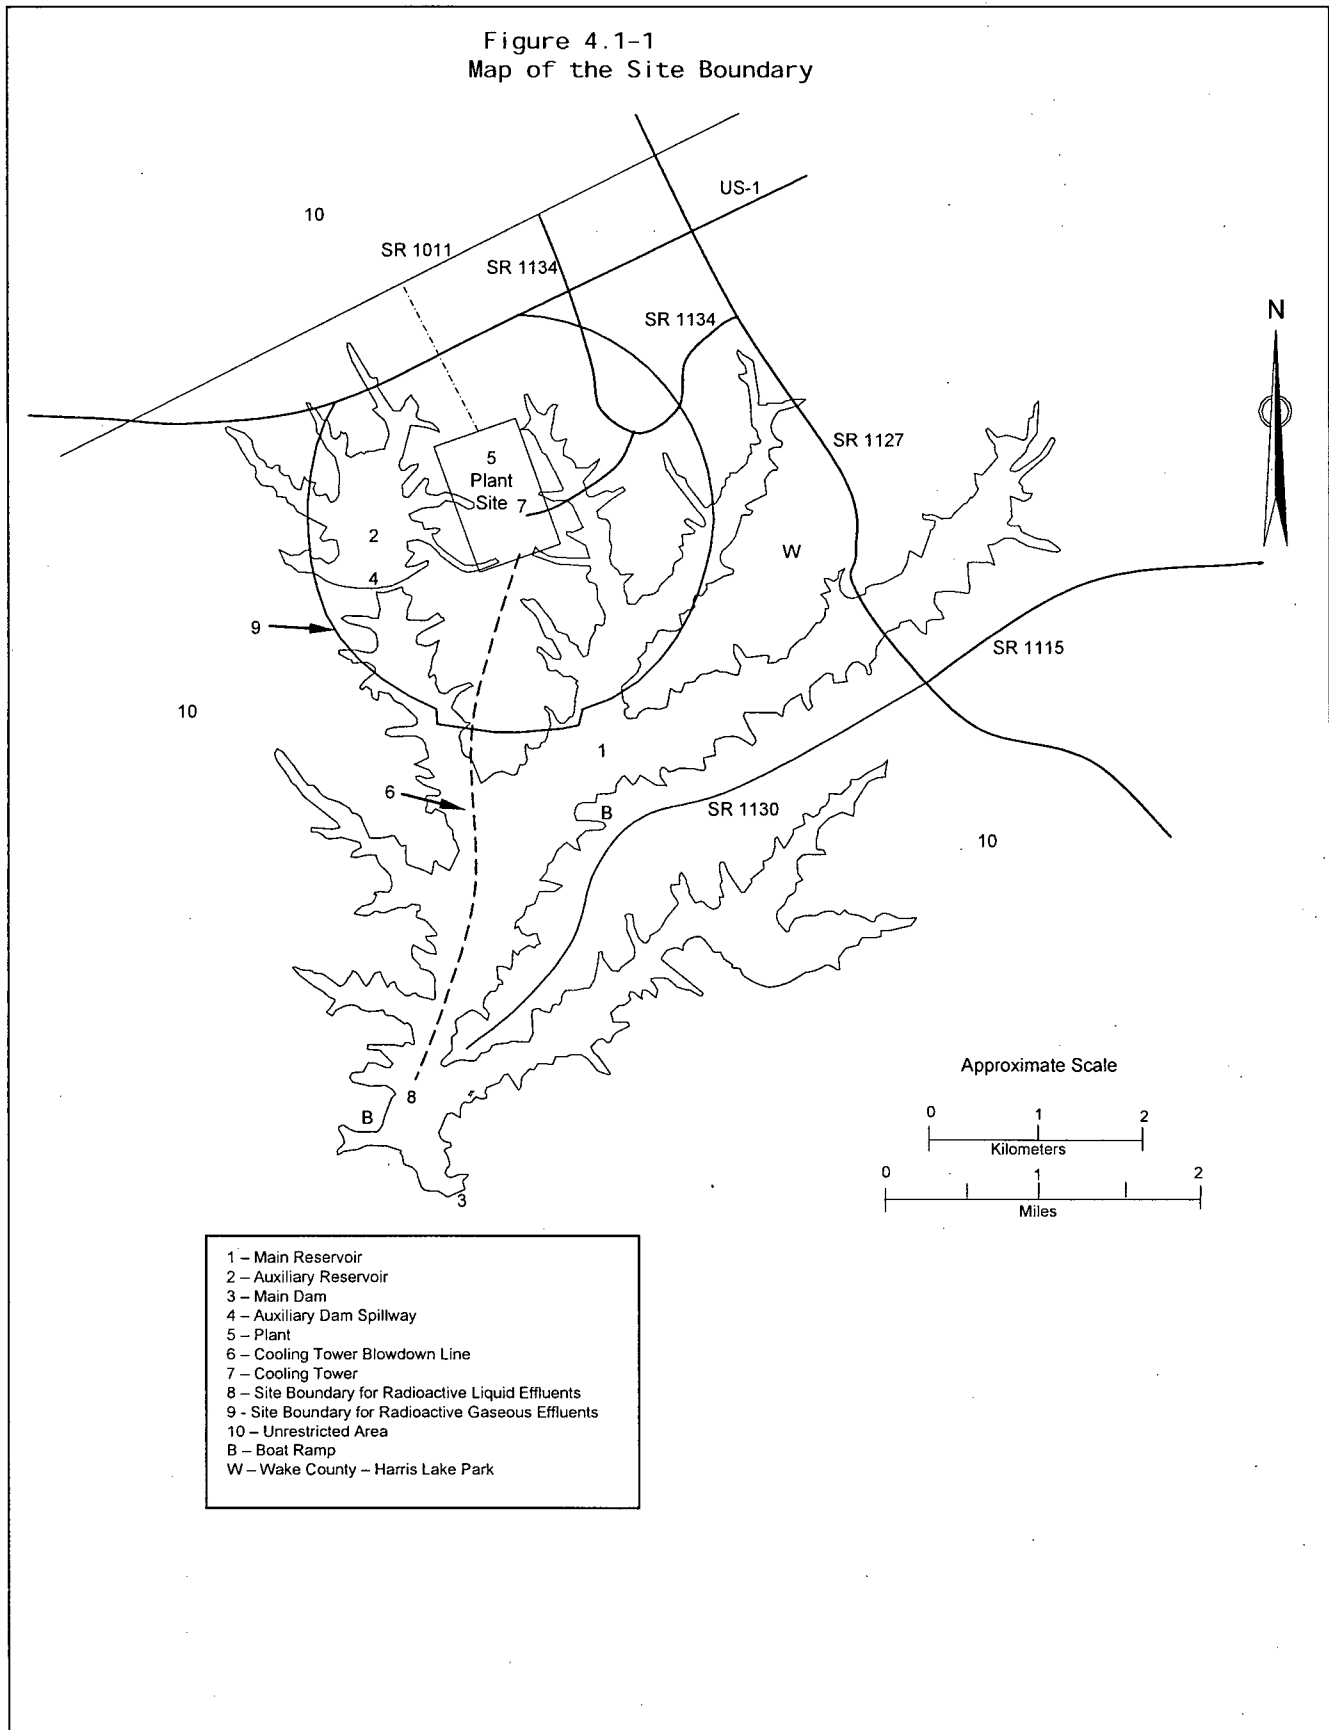 Figure 4.1-1
Map of the Site Boundary
US-1
10
SR 1011
SR 1134
SR 1134
N
SR 1127
5
Plant
Site 7
2
W
4
9
SR 1115
10
1
6
B
SR 1130
10
Approximate Scale
8
B
0 1 2
Kilometers
0 1 2
Miles
3
1 – Main Reservoir
2 – Auxiliary Reservoir
3 – Main Dam
4 – Auxiliary Dam Spillway
5 – Plant
6 – Cooling Tower Blowdown Line
7 – Cooling Tower
8 – Site Boundary for Radioactive Liquid Effluents
9 - Site Boundary for Radioactive Gaseous Effluents
10 – Unrestricted Area
B – Boat Ramp
W – Wake County – Harris Lake Park